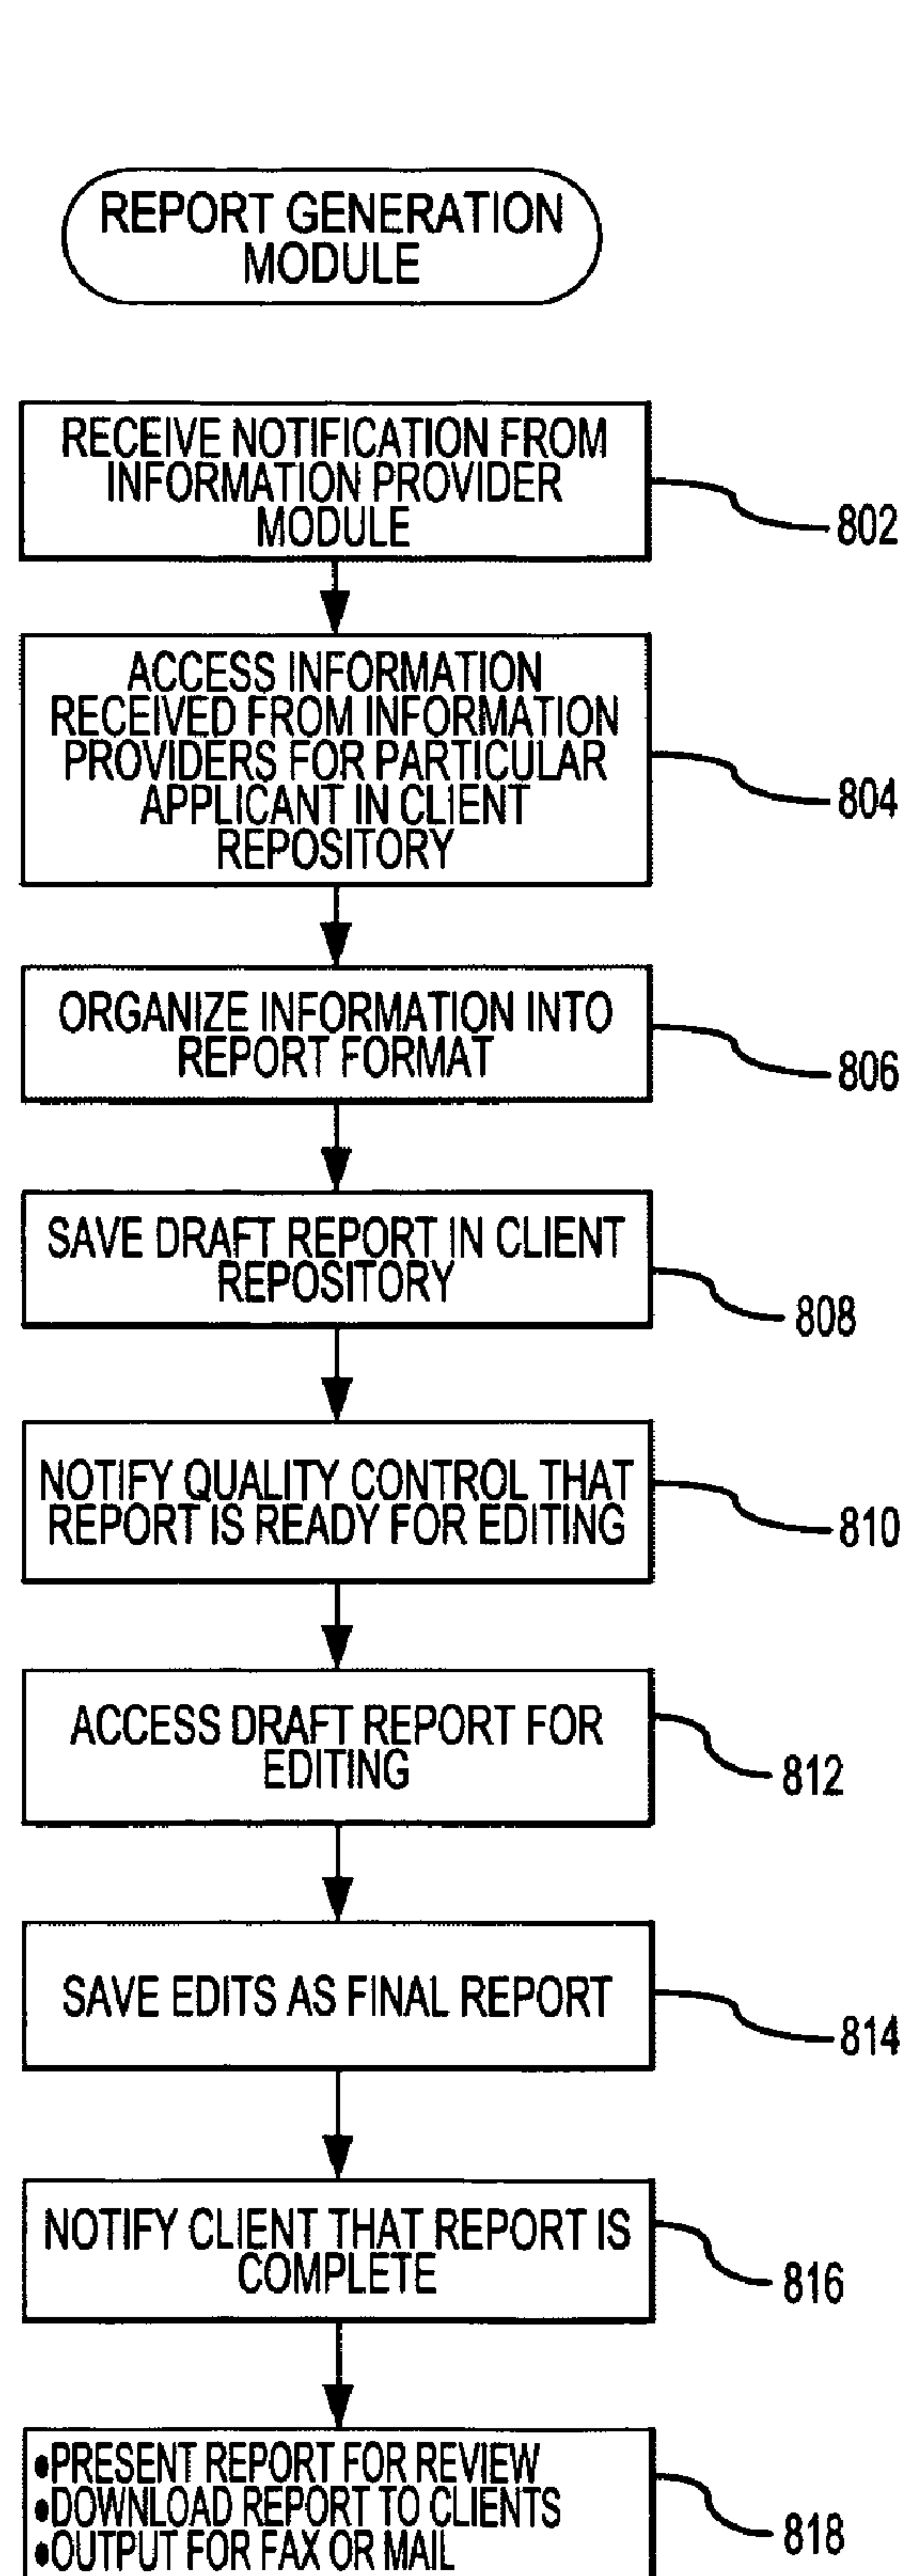 REPORT GENERATION
MODULE
RECEIVE NOTIFICATION FROM
INFORMATION PROVIDER
MODULE
802
ACCESS INFORMATION
RECEIVED FROM INFORMATION
PROVIDERS FOR PARTICULAR
APPLICANT IN CLIENT
REPOSITORY
804
ORGANIZE INFORMATION INTO
REPORT FORMAT
806
SAVE DRAFT REPORT IN CLIENT
REPOSITORY
808
NOTIFY QUALITY CONTROL THAT
REPORT IS READY FOR EDITING
810
ACCESS DRAFT REPORT FOR
EDITING
812
SAVE EDITS AS FINAL REPORT
814
NOTIFY CLIENT THAT REPORT IS
COMPLETE
816
•PRESENT REPORT FOR REVIEW
•DOWNLOAD REPORT TO CLIENTS
•OUTPUT FOR FAX OR MAIL
818